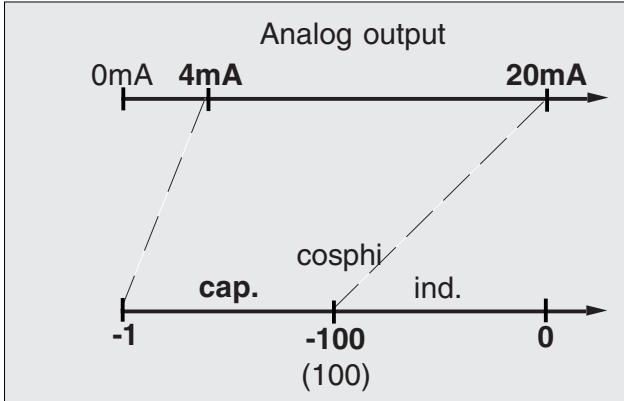 Analog output
0mA 4mA 20mA
cosphi
cap. ind.
-1 -100 0
(100)